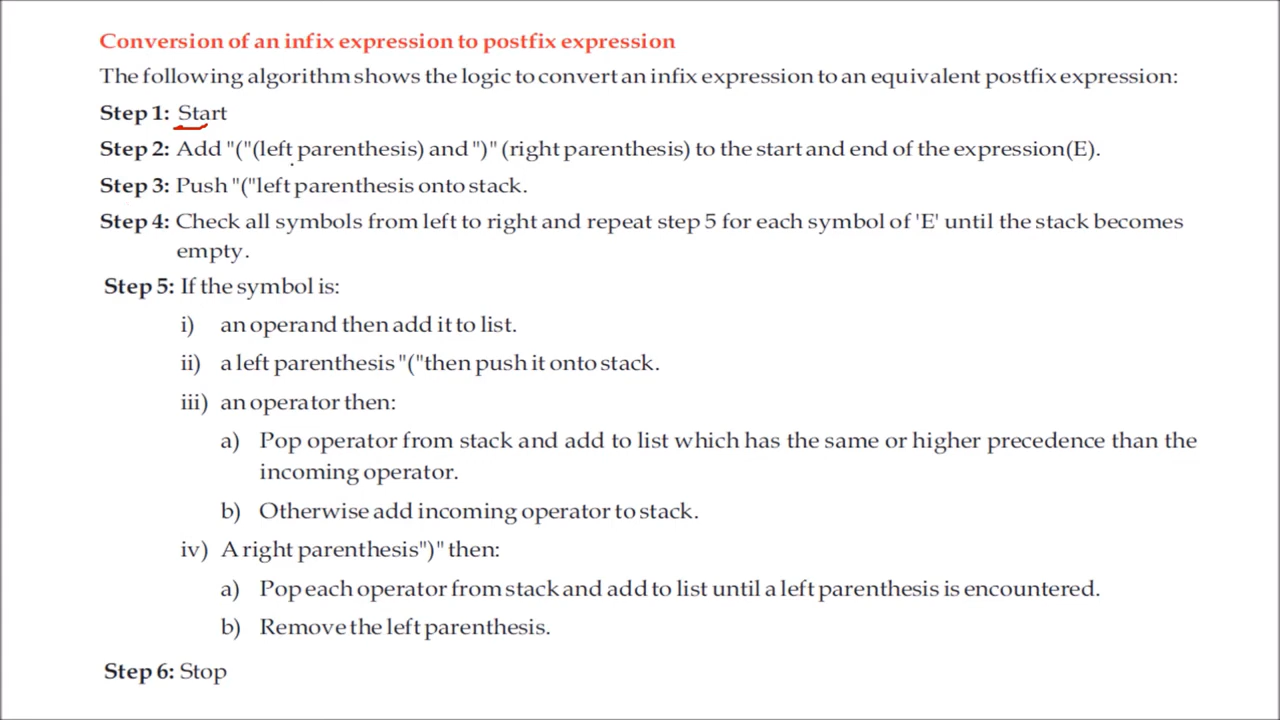 Conversion of an infix expression to postfix expression
The following algorithm shows the logic to convert an infix expression to an equivalent postfix expression:
Step 1: Start
Step 2: Add "("(left parenthesis) and ")" (right parenthesis) to the start and end of the expression(E).
Step 3: Push "("left parenthesis onto stack.
Step 4: Check all symbols from left to right and repeat step 5 for each symbol of 'E' until the stack becomes
empty.
Step 5: If the symbol is:
i) an operand then add it to list.
ii) a left parenthesis "("then push it onto stack.
iii) an operator then:
a) Pop operator from stack and add to list which has the same or higher precedence than the
incoming operator.
b) Otherwise add incoming operator to stack.
iv) A right parenthesis")" then:
a) Pop each operator from stack and add to list until a left parenthesis is encountered.
b) Remove the left parenthesis.
Step 6: Stop